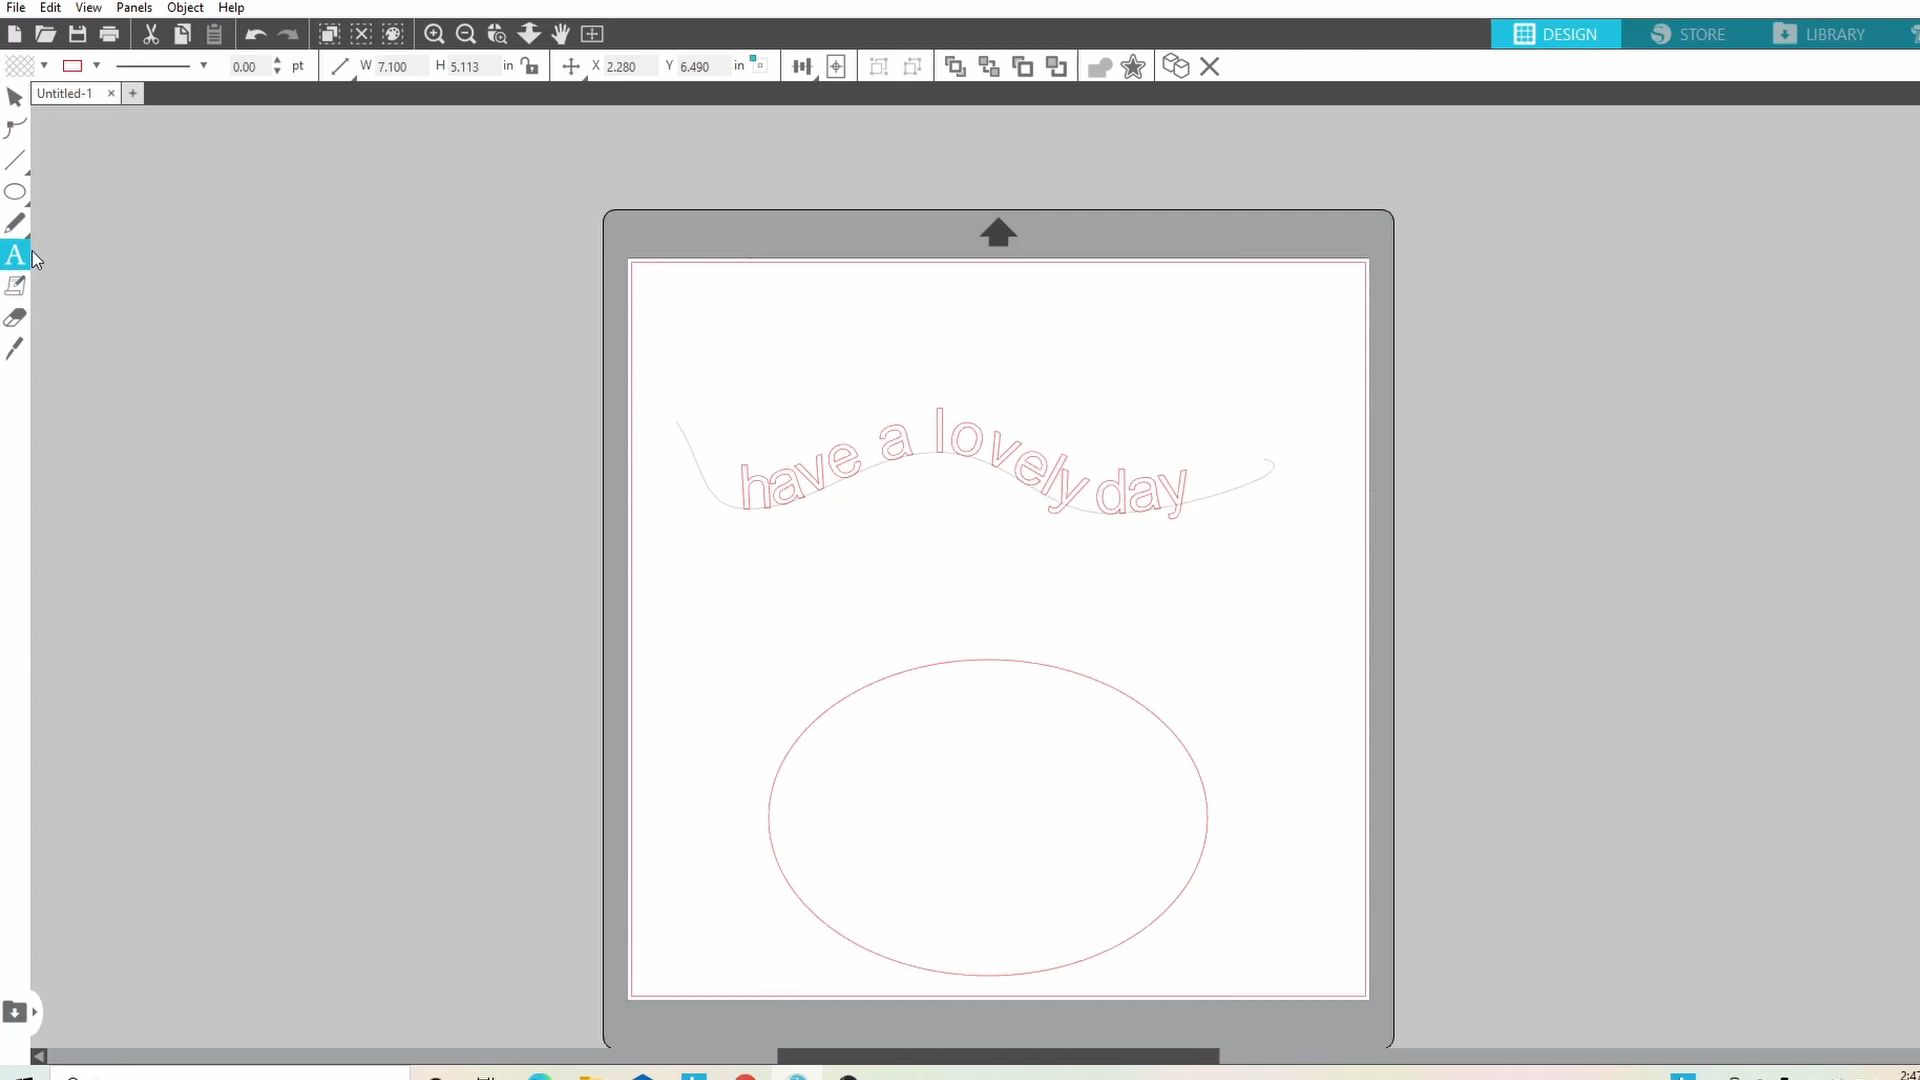 File Edit View Panels Object Help
DESIGN STORE LIBRARY
0.00 pt W 7.100 H 5.113 in X 2.280 Y 6.490 in
Untitled-1 × +
A
have a lovely day